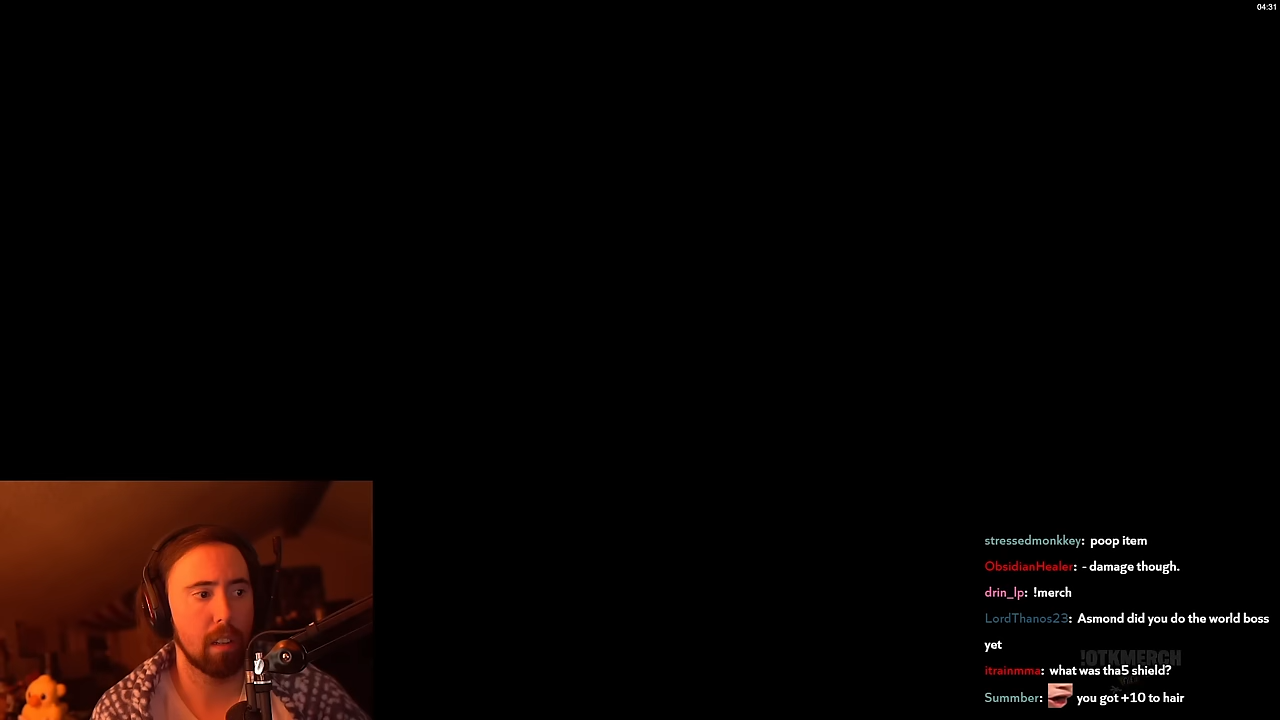 04:31
stressedmonkkey: poop item
ObsidianHealer: - damage though.
drin_lp: !merch
LordThanos23: Asmond did you do the world boss
yet
!OTKMERCH
itrainmma: what was tha5 shield?
Summber: you got +10 to hair